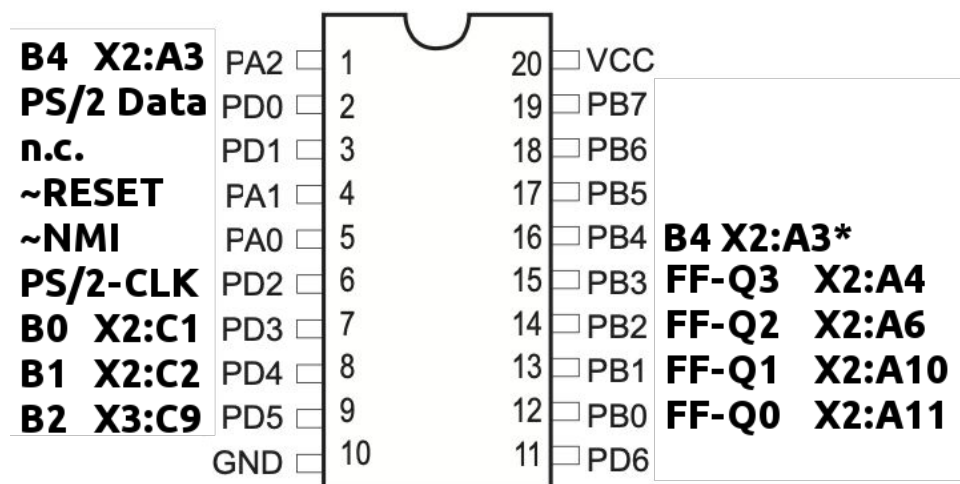 B4 X2:A3 PA2 1 20 VCC
PS/2 Data PD0 2 19 PB7
n.c. PD1 3 18 PB6
~RESET PA1 4 17 PB5
~NMI PA0 5 16 PB4 B4 X2:A3*
PS/2-CLK PD2 6 15 PB3 FF-Q3 X2:A4
B0 X2:C1 PD3 7 14 PB2 FF-Q2 X2:A6
B1 X2:C2 PD4 8 13 PB1 FF-Q1 X2:A10
B2 X3:C9 PD5 9 12 PB0 FF-Q0 X2:A11
GND 10 11 PD6